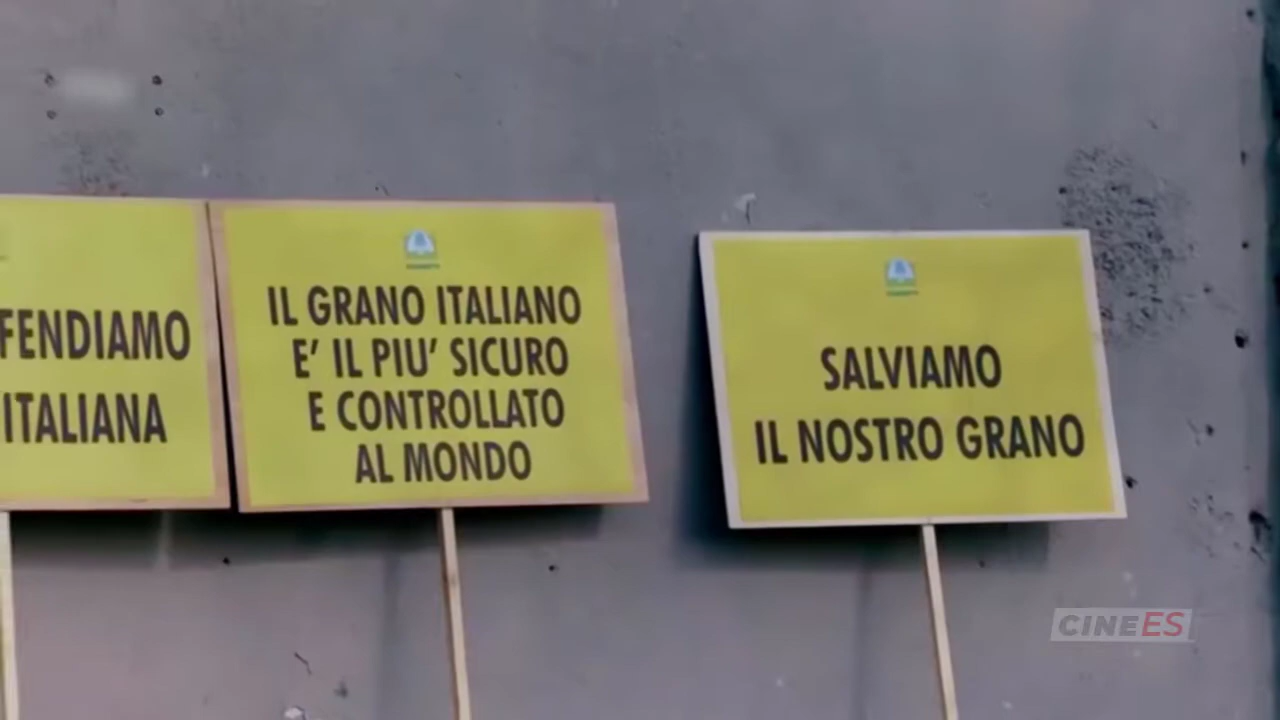 FENDIAMO
ITALIANA
IL GRANO ITALIANO
E' IL PIU' SICURO
E CONTROLLATO
AL MONDO
SALVIAMO
IL NOSTRO GRANO
CINEES